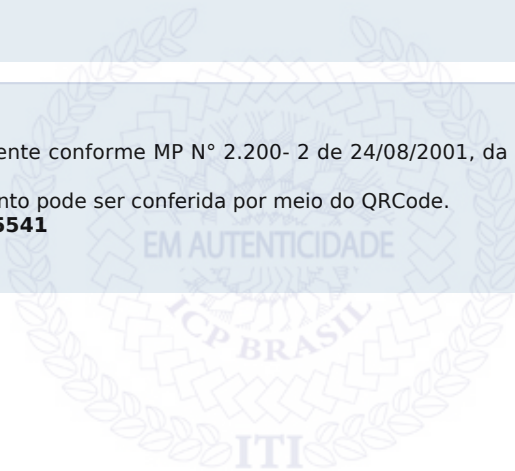 ente conforme MP N° 2.200- 2 de 24/08/2001, da
nto pode ser conferida por meio do QRCode.
5541
EM AUTENTICIDADE
ICP BRASIL
ITI